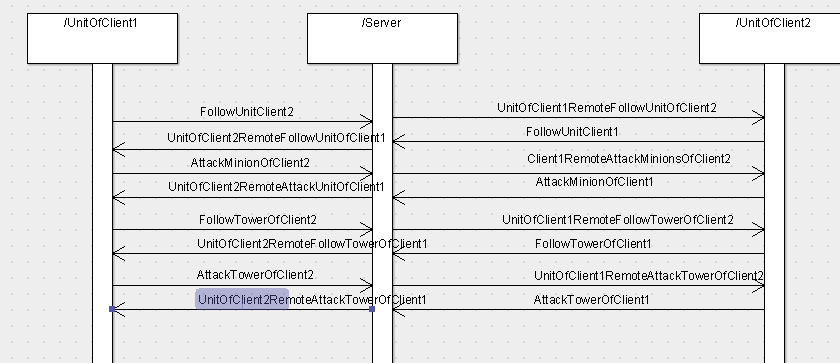 /UnitOfClient1
/Server
/UnitOfClient2
FollowUnitClient2
UnitOfClient1RemoteFollowUnitOfClient2
UnitOfClient2RemoteFollowUnitOfClient1
FollowUnitClient1
AttackMinionOfClient2
Client1RemoteAttackMinionsOfClient2
UnitOfClient2RemoteAttackUnitOfClient1
AttackMinionOfClient1
FollowTowerOfClient2
UnitOfClient1RemoteFollowTowerOfClient2
UnitOfClient2RemoteFollowTowerOfClient1
FollowTowerOfClient1
AttackTowerOfClient2
UnitOfClient1RemoteAttackTowerOfClient2
UnitOfClient2RemoteAttackTowerOfClient1
AttackTowerOfClient1